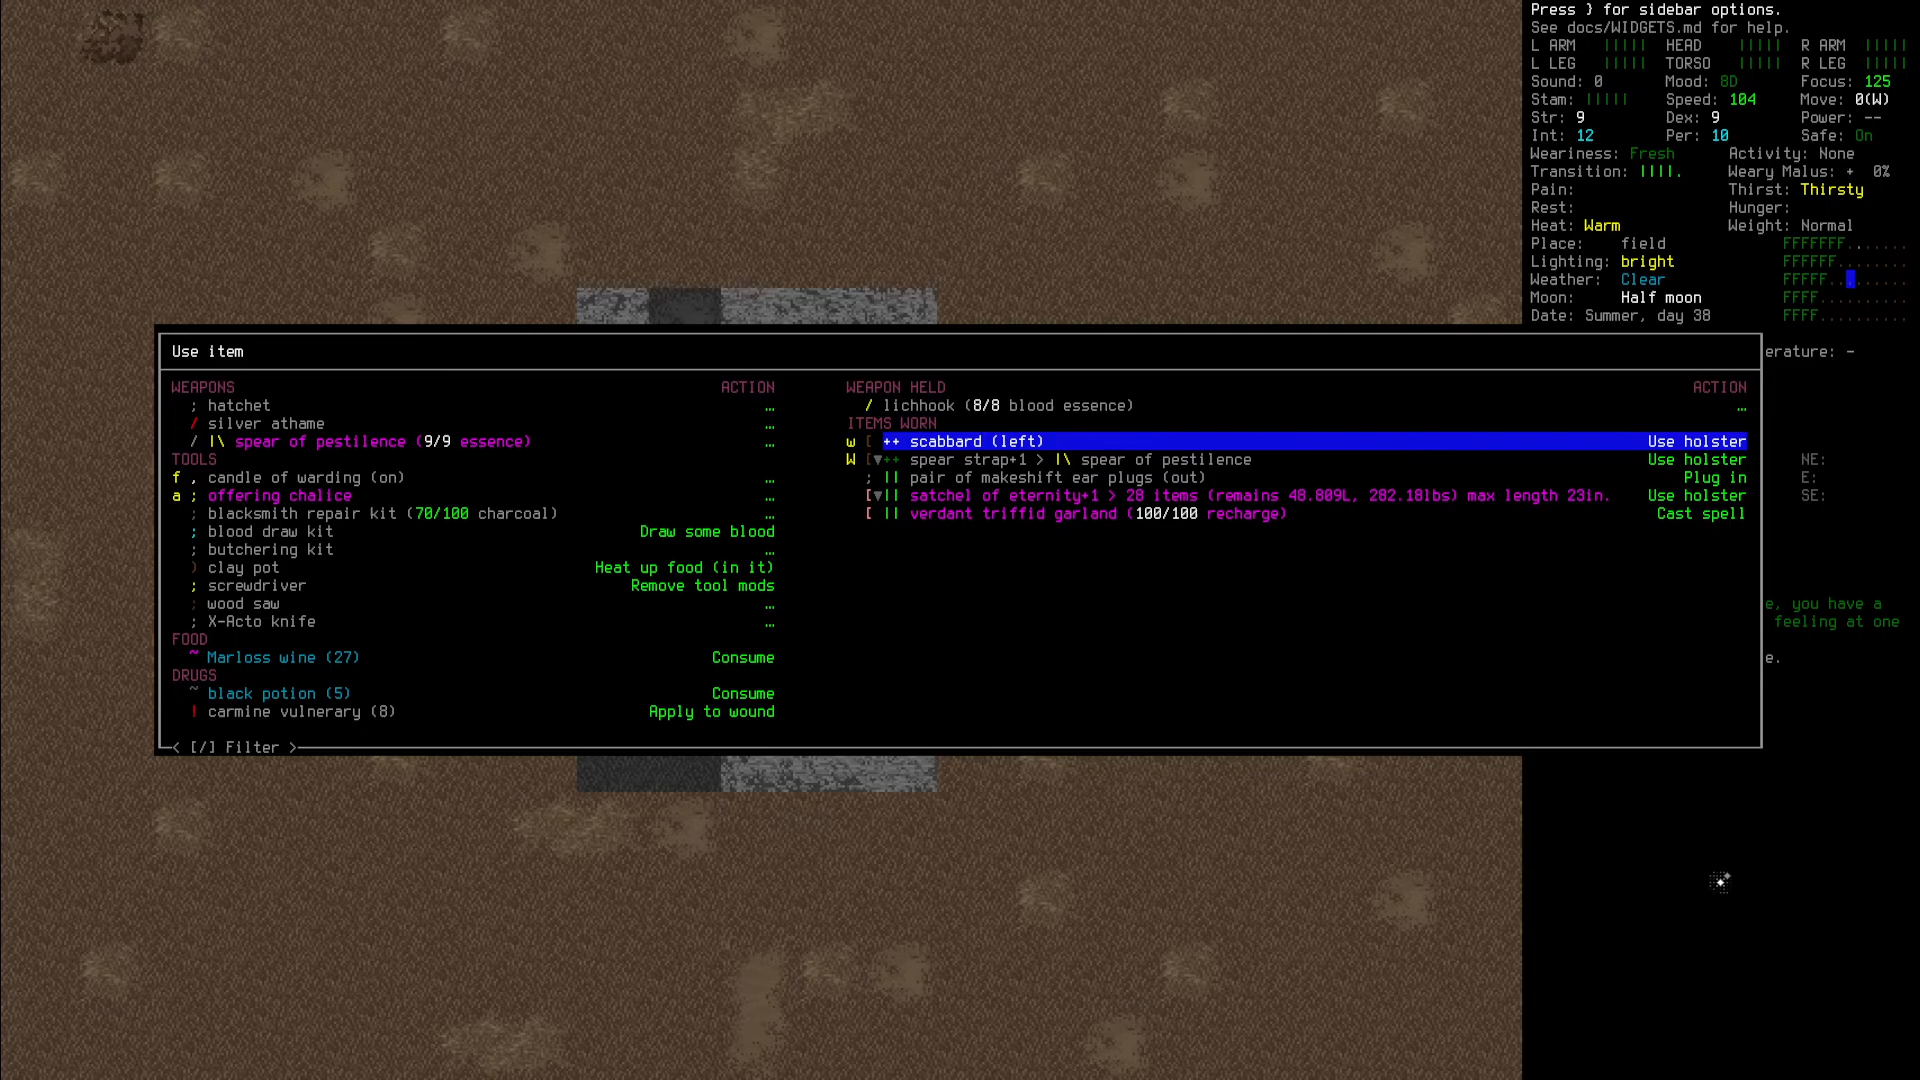 Press } for sidebar options.
See docs/WIDGETS.md for help.
L ARM ||||| HEAD ||||| R ARM |||||
L LEG ||||| TORSO ||||| R LEG |||||
Sound: 0 Mood: 8D Focus: 125
Stam: ||||| Speed: 104 Move: 0(W)
Str: 9 Dex: 9 Power: --
Int: 12 Per: 10 Safe: On
Weariness: Fresh Activity: None
Transition: ||||. Weary Malus: + 0%
Pain: Thirst: Thirsty
Rest: Hunger:
Heat: Warm Weight: Normal
Place: field FFFFFFF.......
Lighting: bright FFFFFF........
Weather: Clear FFFFF.........
Moon: Half moon FFFF..........
Date: Summer, day 38 FFFF..........
erature: -
Use item
WEAPONS ACTION
; hatchet …
/ silver athame …
/ |\ spear of pestilence (9/9 essence) …
TOOLS
f , candle of warding (on) …
a ; offering chalice …
; blacksmith repair kit (70/100 charcoal) …
; blood draw kit Draw some blood
; butchering kit …
) clay pot Heat up food (in it)
; screwdriver Remove tool mods
; wood saw …
; X-Acto knife …
FOOD
~ Marloss wine (27) Consume
DRUGS
~ black potion (5) Consume
! carmine vulnerary (8) Apply to wound
< [/] Filter >
WEAPON HELD ACTION
/ lichhook (8/8 blood essence) …
ITEMS WORN
w [ ++ scabbard (left) Use holster
W [▼++ spear strap+1 > |\ spear of pestilence Use holster
; || pair of makeshift ear plugs (out) Plug in
[▼|| satchel of eternity+1 > 28 items (remains 48.809L, 282.18lbs) max length 23in. Use holster
[ || verdant triffid garland (100/100 recharge) Cast spell
NE:
E:
SE:
e, you have a
feeling at one
e.